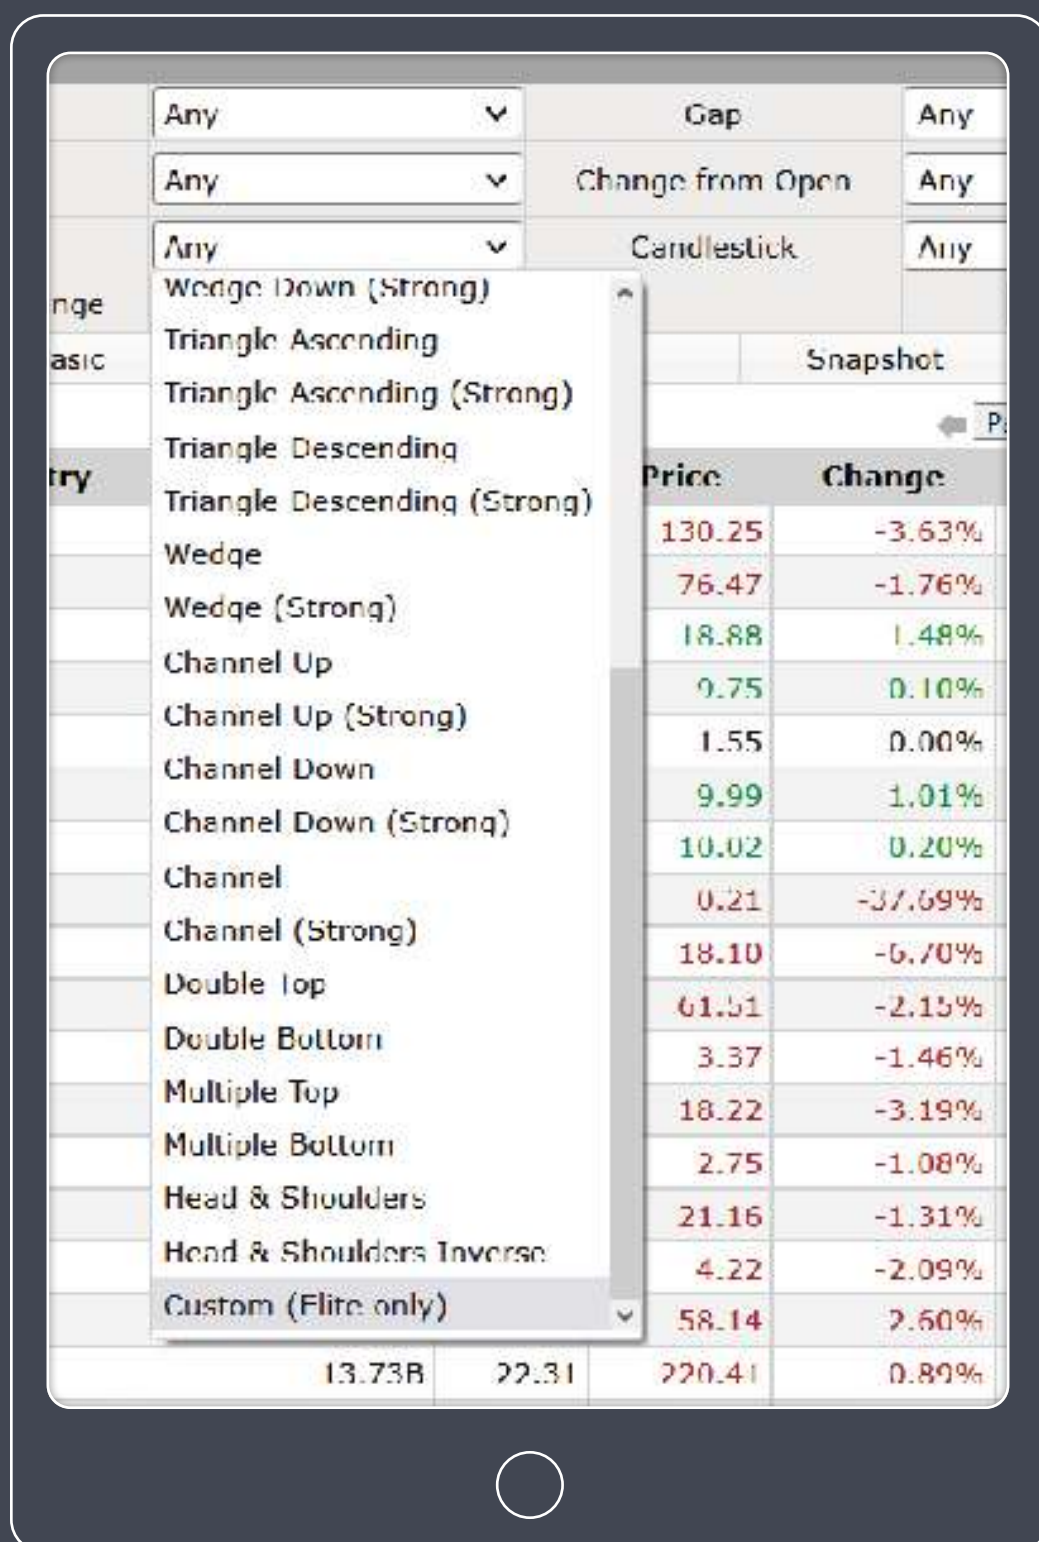 Any Gap Any
Any Change from Open Any
Any Candlestick Any
Wedge Down (Strong)
nge
Triangle Ascending
asic Snapshot
Triangle Ascending (Strong)
P
Triangle Descending
try Price Change
Triangle Descending (Strong)
130.25 -3.63%
Wedge
76.47 -1.76%
Wedge (Strong)
18.88 1.48%
Channel Up
9.75 0.10%
Channel Up (Strong)
1.55 0.00%
Channel Down
9.99 1.01%
Channel Down (Strong)
10.02 0.20%
Channel
0.21 -37.69%
Channel (Strong)
18.10 -6.70%
Double Top
61.51 -2.15%
Double Bottom
3.37 -1.46%
Multiple Top
18.22 -3.19%
Multiple Bottom
2.75 -1.08%
Head & Shoulders
21.16 -1.31%
Head & Shoulders Inverse
4.22 -2.09%
Custom (Elite only)
58.14 2.60%
13.73B 22.31 220.41 0.89%